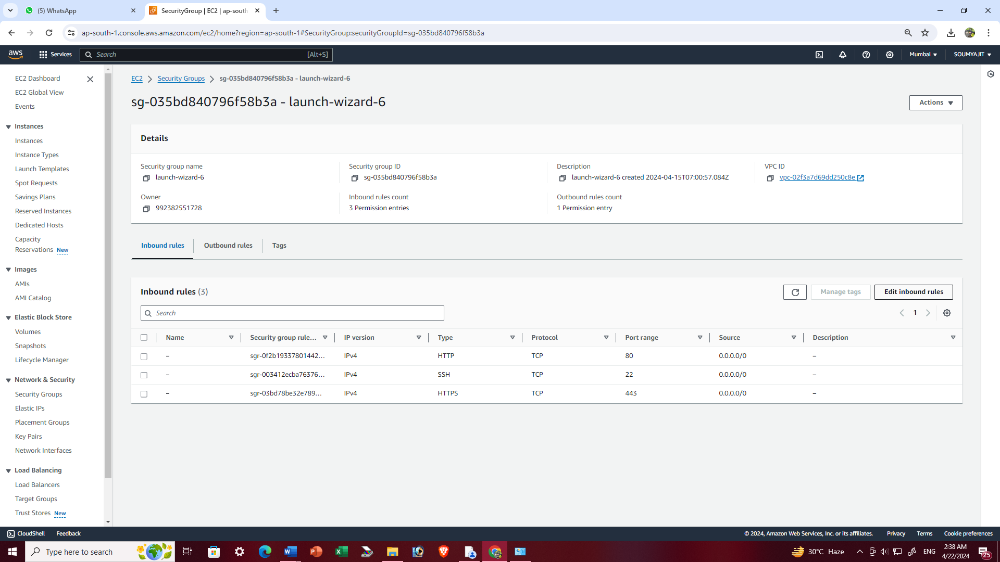 (5) WhatsApp
SecurityGroup | EC2 | ap-south
ap-south-1.console.aws.amazon.com/ec2/home?region=ap-south-1#SecurityGroup:securityGroupId=sg-035bd840796f58b3a
aws
Services
Search
[Alt+S]
Mumbai
SOUMYAJIT
EC2 Dashboard
EC2 Global View
Events
Instances
Instances
Instance Types
Launch Templates
Spot Requests
Savings Plans
Reserved Instances
Dedicated Hosts
Capacity
Reservations New
Images
AMIs
AMI Catalog
Elastic Block Store
Volumes
Snapshots
Lifecycle Manager
Network & Security
Security Groups
Elastic IPs
Placement Groups
Key Pairs
Network Interfaces
Load Balancing
Load Balancers
Target Groups
Trust Stores New
EC2 Security Groups sg-035bd840796f58b3a - launch-wizard-6
sg-035bd840796f58b3a - launch-wizard-6
Actions
Details
Security group name
launch-wizard-6
Security group ID
sg-035bd840796f58b3a
Description
launch-wizard-6 created 2024-04-15T07:00:57.084Z
VPC ID
vpc-02f3a7d69dd250c8e
Owner
992382551728
Inbound rules count
3 Permission entries
Outbound rules count
1 Permission entry
Inbound rules
Outbound rules
Tags
Inbound rules (3)
Manage tags
Edit inbound rules
Search
1
Name Security group rule... IP version Type Protocol Port range Source Description
– sgr-0f2b19337801442... IPv4 HTTP TCP 80 0.0.0.0/0 –
– sgr-003412ecba76376... IPv4 SSH TCP 22 0.0.0.0/0 –
– sgr-03bd78be32e789... IPv4 HTTPS TCP 443 0.0.0.0/0 –
CloudShell Feedback
© 2024, Amazon Web Services, Inc. or its affiliates. Privacy Terms Cookie preferences
Type here to search
30°C Haze
ENG
2:38 AM
4/22/2024
25